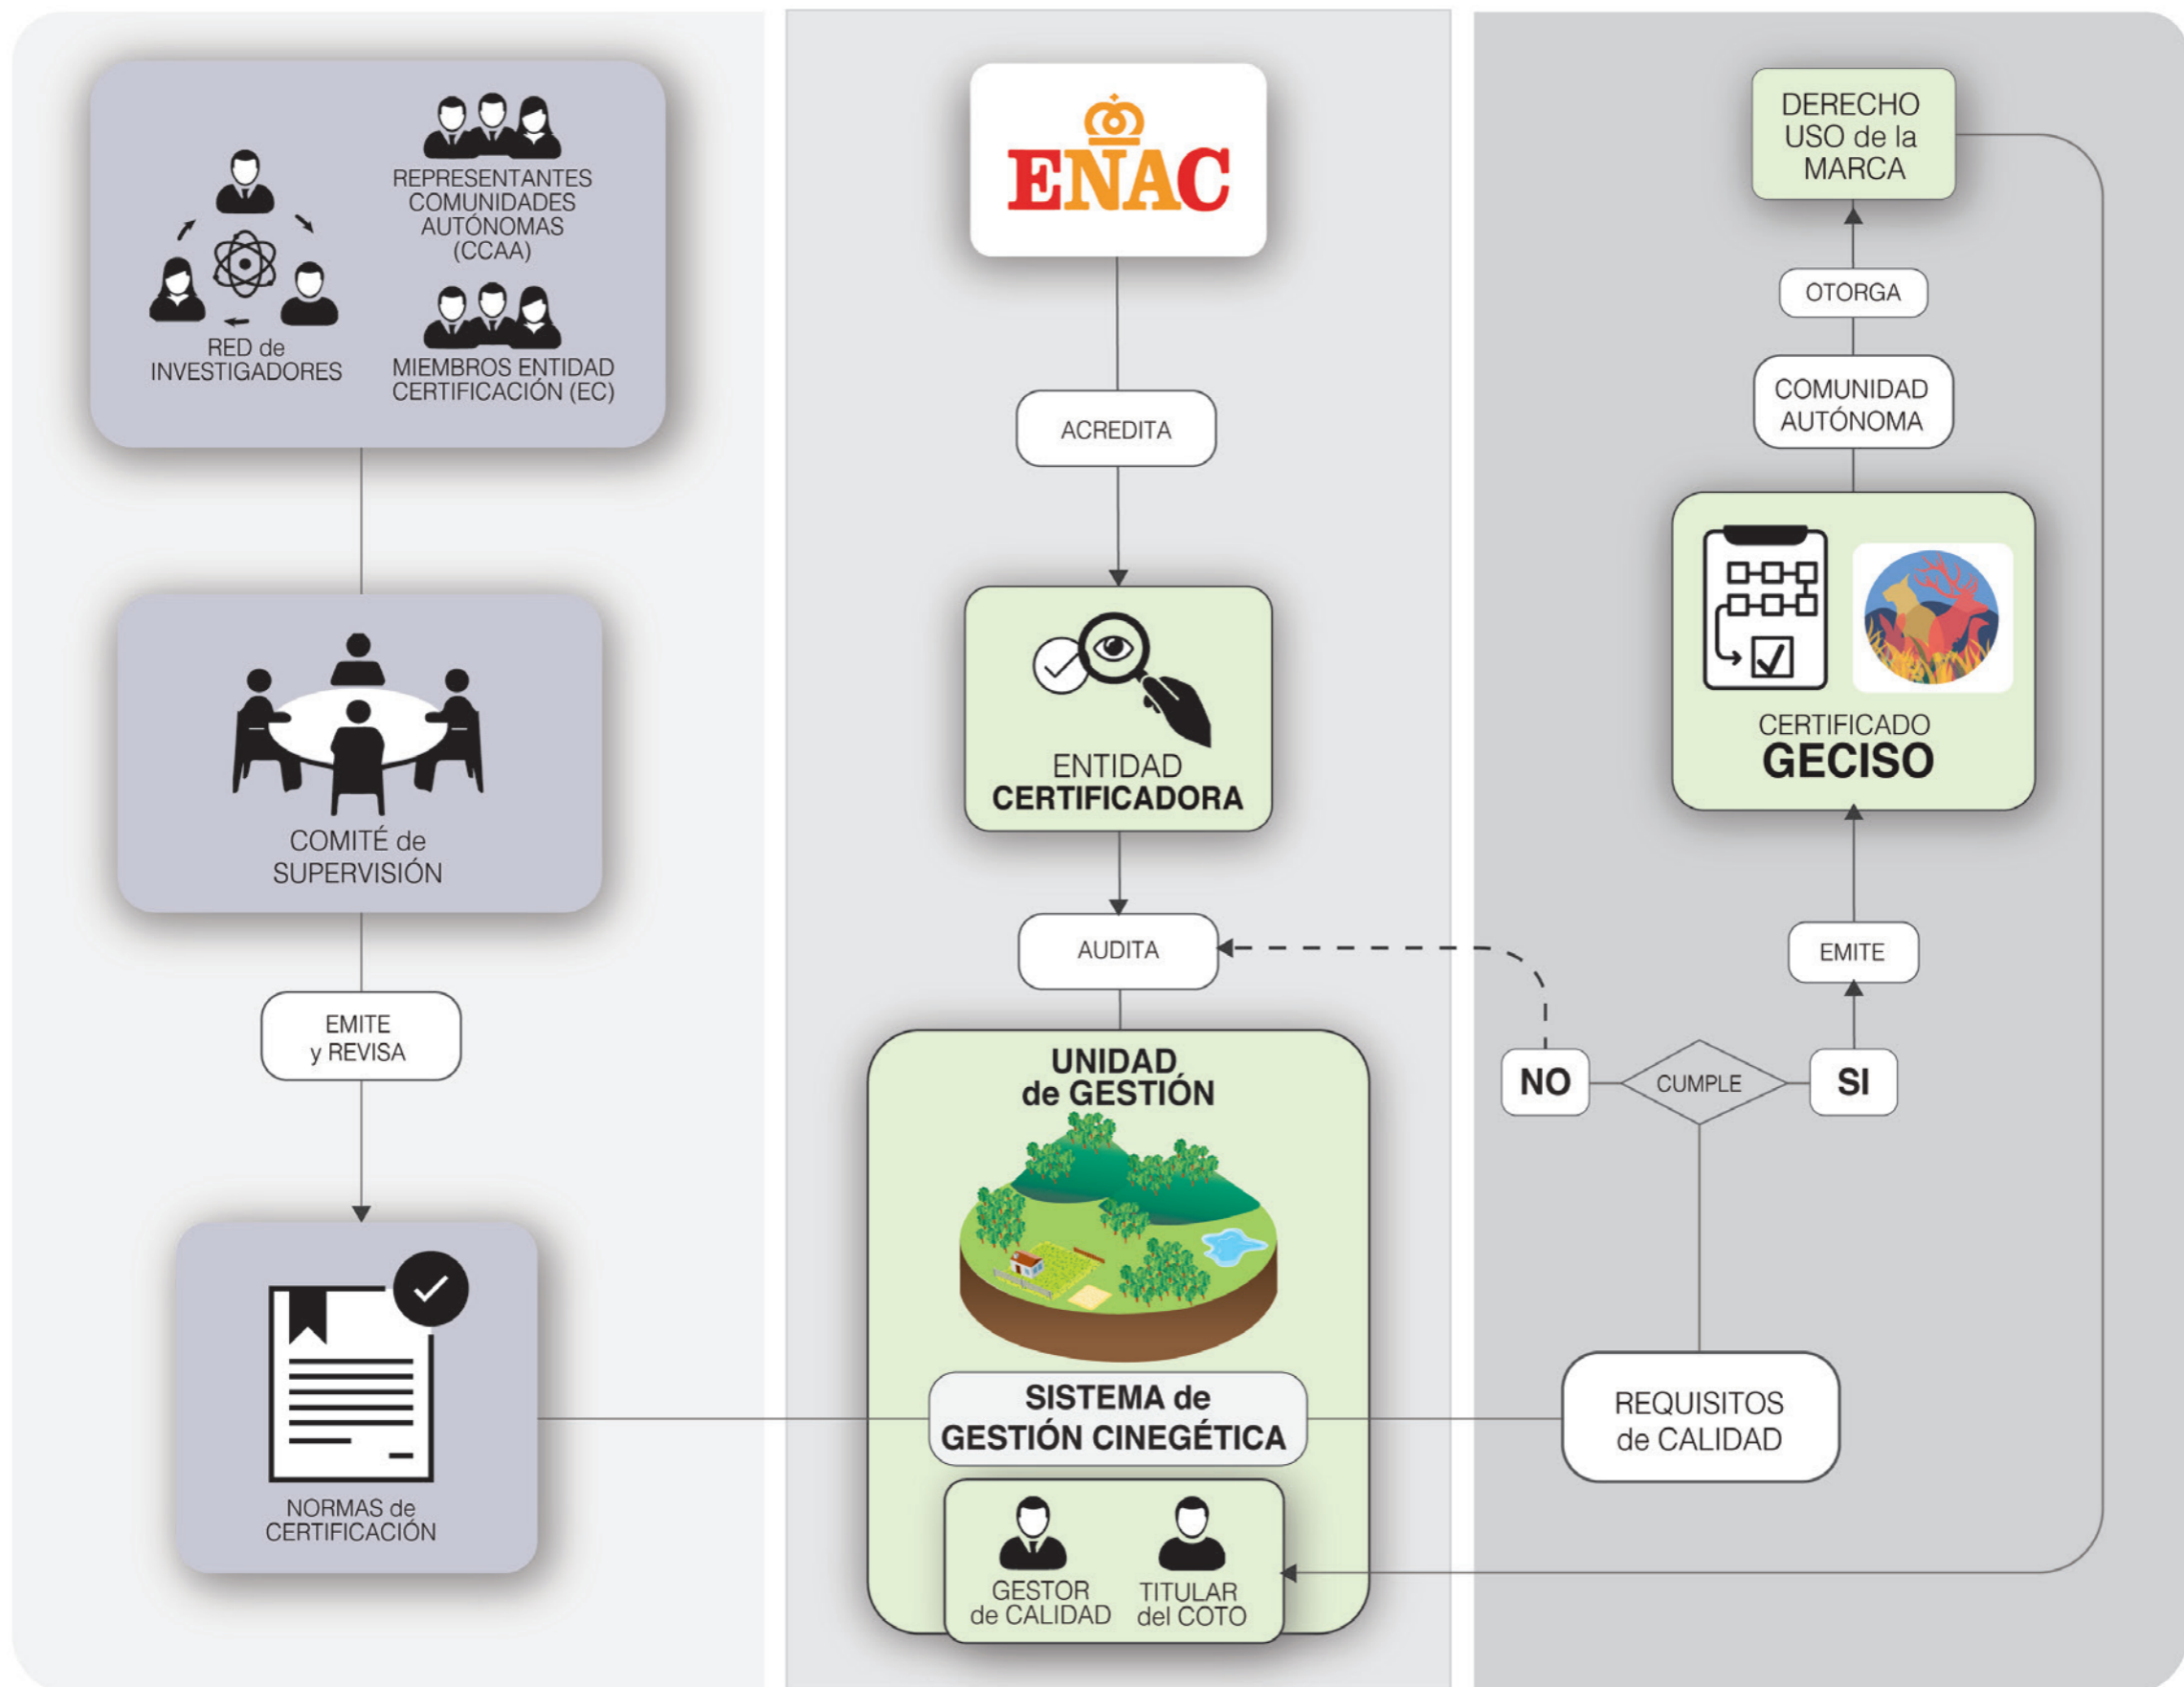 REPRESENTANTES
COMUNIDADES
AUTÓNOMAS
(CCAA)
RED de
INVESTIGADORES
MIEMBROS ENTIDAD
CERTIFICACIÓN (EC)
COMITÉ de
SUPERVISIÓN
EMITE
y REVISA
NORMAS de
CERTIFICACIÓN
ENAC
ACREDITA
ENTIDAD
CERTIFICADORA
AUDITA
UNIDAD
de GESTIÓN
SISTEMA de
GESTIÓN CINEGÉTICA
GESTOR
de CALIDAD
TITULAR
del COTO
DERECHO
USO de la
MARCA
OTORGA
COMUNIDAD
AUTÓNOMA
CERTIFICADO
GECISO
EMITE
NO
CUMPLE
SI
REQUISITOS
de CALIDAD